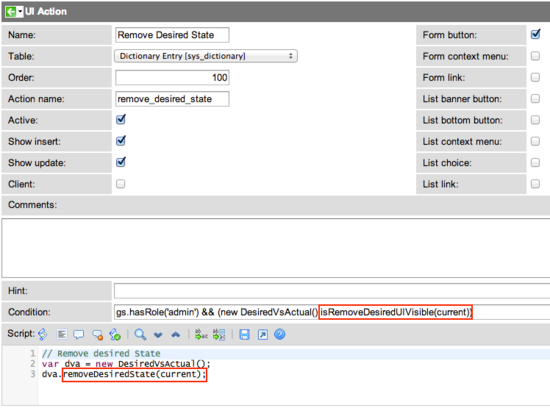 UI Action
Name: Remove Desired State Form button:
Table: Dictionary Entry [sys_dictionary] Form context menu:
Order: 100 Form link:
Action name: remove_desired_state List banner button:
Active: List bottom button:
Show insert: List context menu:
Show update: List choice:
Client: List link:
Comments:
Hint:
Condition: gs.hasRole('admin') && (new DesiredVsActual().isRemoveDesiredUIVisible(current))
Script:
1 // Remove desired State
2 var dva = new DesiredVsActual();
3 dva.removeDesiredState(current);